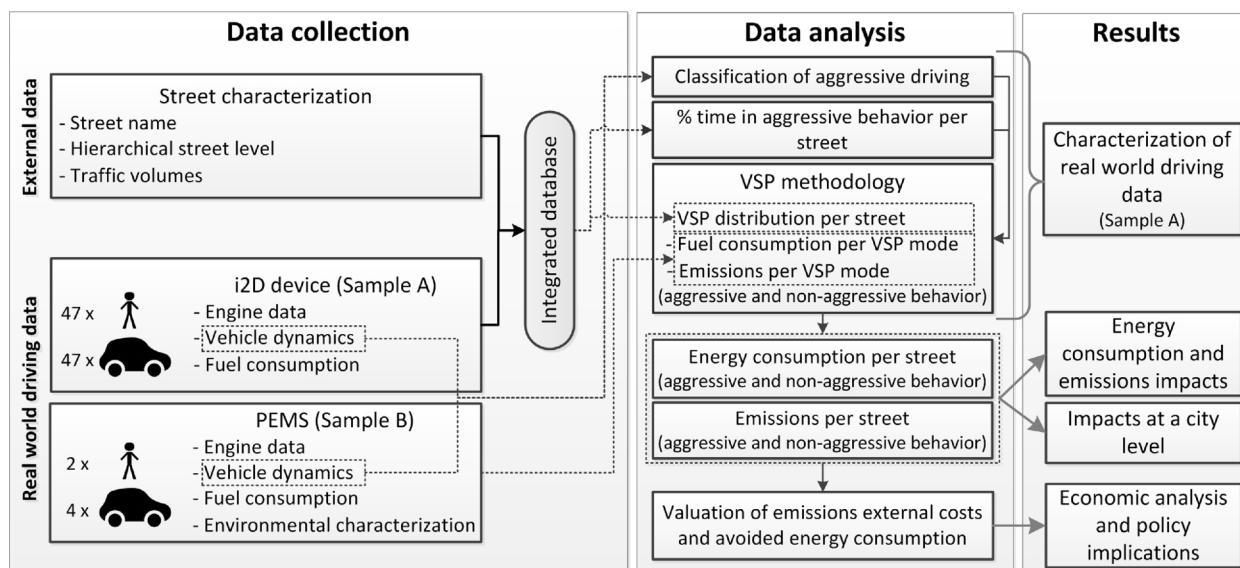 Data collection
External data
Street characterization
- Street name
- Hierarchical street level
- Traffic volumes
Real world driving data
i2D device (Sample A)
47 x
47 x
- Engine data
- Vehicle dynamics
- Fuel consumption
PEMS (Sample B)
2 x
4 x
- Engine data
- Vehicle dynamics
- Fuel consumption
- Environmental characterization
Integrated database
Data analysis
Classification of aggressive driving
% time in aggressive behavior per
street
VSP methodology
VSP distribution per street
- Fuel consumption per VSP mode
- Emissions per VSP mode
(aggressive and non-aggressive behavior)
Energy consumption per street
(aggressive and non-aggressive behavior)
Emissions per street
(aggressive and non-aggressive behavior)
Valuation of emissions external costs
and avoided energy consumption
Results
Characterization of
real world driving
data
(Sample A)
Energy
consumption and
emissions impacts
Impacts at a city
level
Economic analysis
and policy
implications